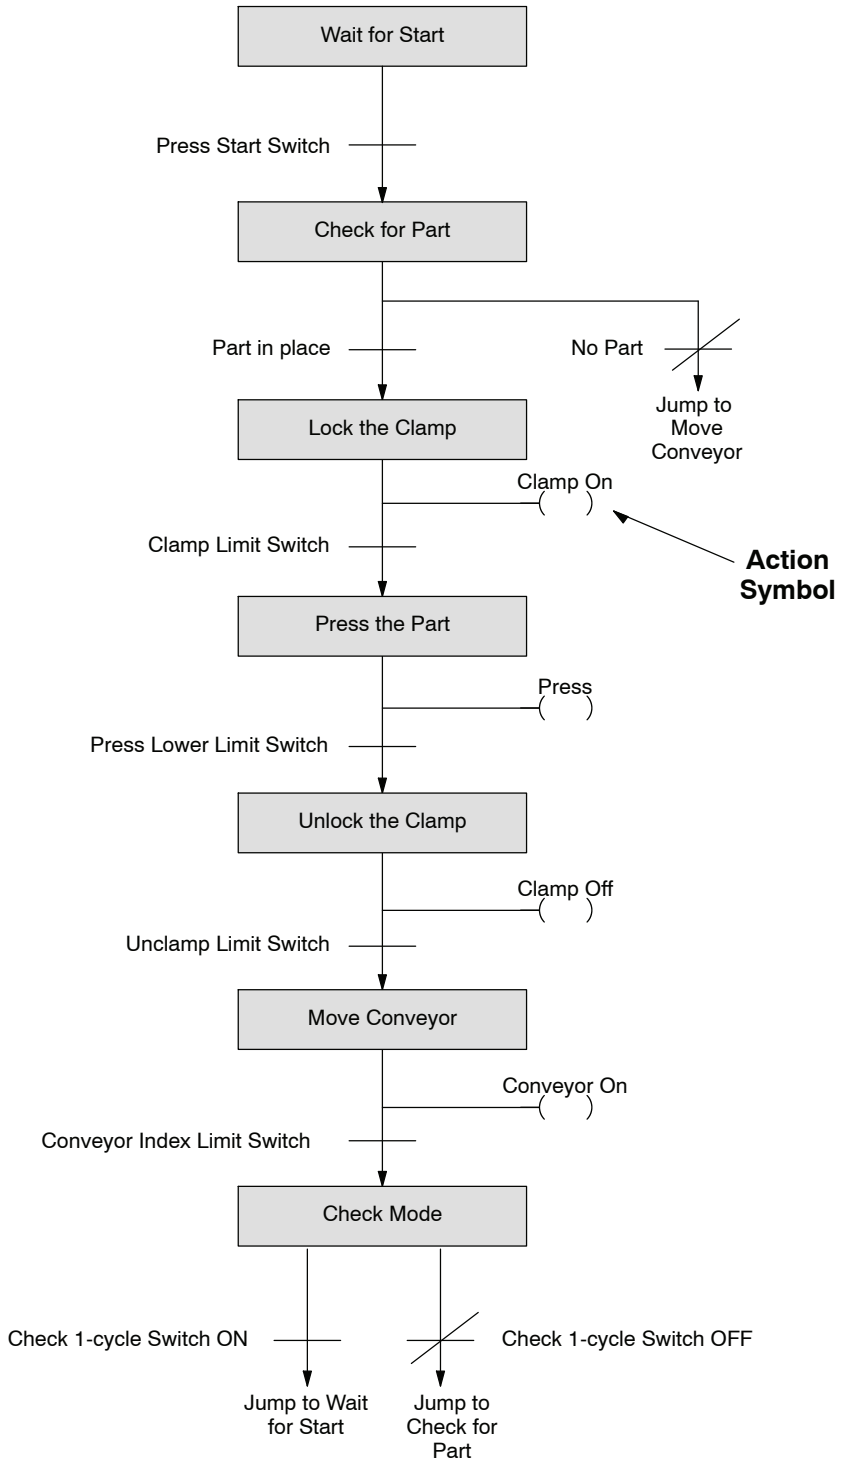 Wait for Start
Press Start Switch
Check for Part
Part in place
No Part
Jump to
Move
Conveyor
Lock the Clamp
Clamp On
Clamp Limit Switch
Action
Symbol
Press the Part
Press
Press Lower Limit Switch
Unlock the Clamp
Clamp Off
Unclamp Limit Switch
Move Conveyor
Conveyor On
Conveyor Index Limit Switch
Check Mode
Check 1-cycle Switch ON
Check 1-cycle Switch OFF
Jump to Wait
for Start
Jump to
Check for
Part